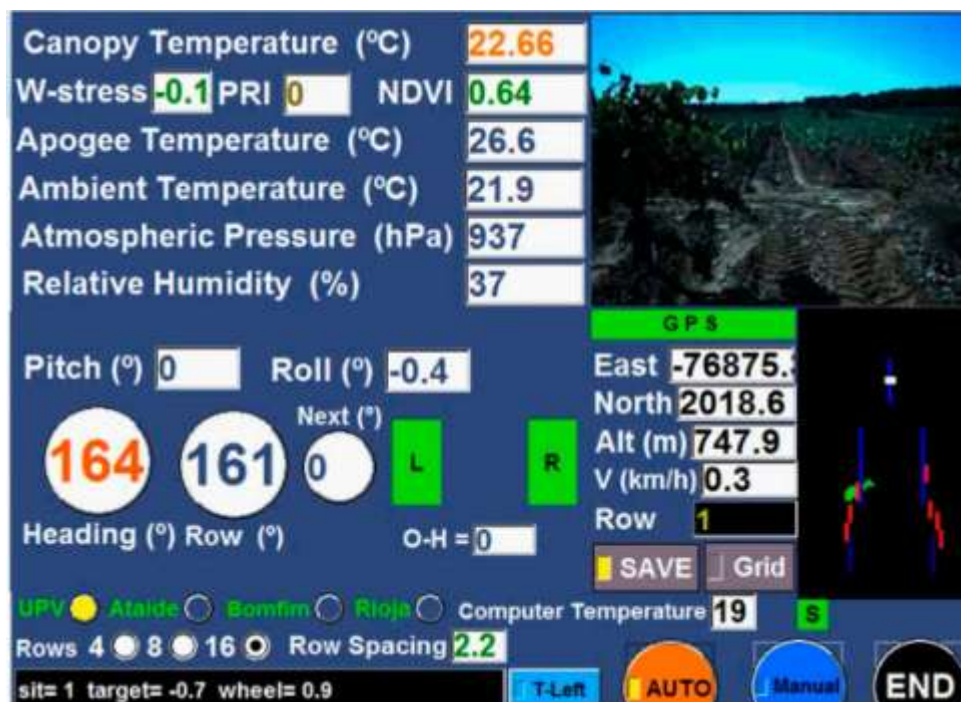 Canopy Temperature (ºC) 22.66
W-stress -0.1 PRI 0 NDVI 0.64
Apogee Temperature (ºC) 26.6
Ambient Temperature (ºC) 21.9
Atmospheric Pressure (hPa) 937
Relative Humidity (%) 37
GPS
Pitch (º) 0 Roll (º) -0.4
East -76875.
North 2018.6
Alt (m) 747.9
V (km/h) 0.3
Row 1
Next (º)
164 161 0 L R
Heading (º) Row (º) O-H = 0
SAVE Grid
UPV Ataide Bomfim Rioja Computer Temperature 19 S
Rows 4 8 16 Row Spacing 2.2
sit= 1 target= -0.7 wheel= 0.9 T-Left AUTO Manual END